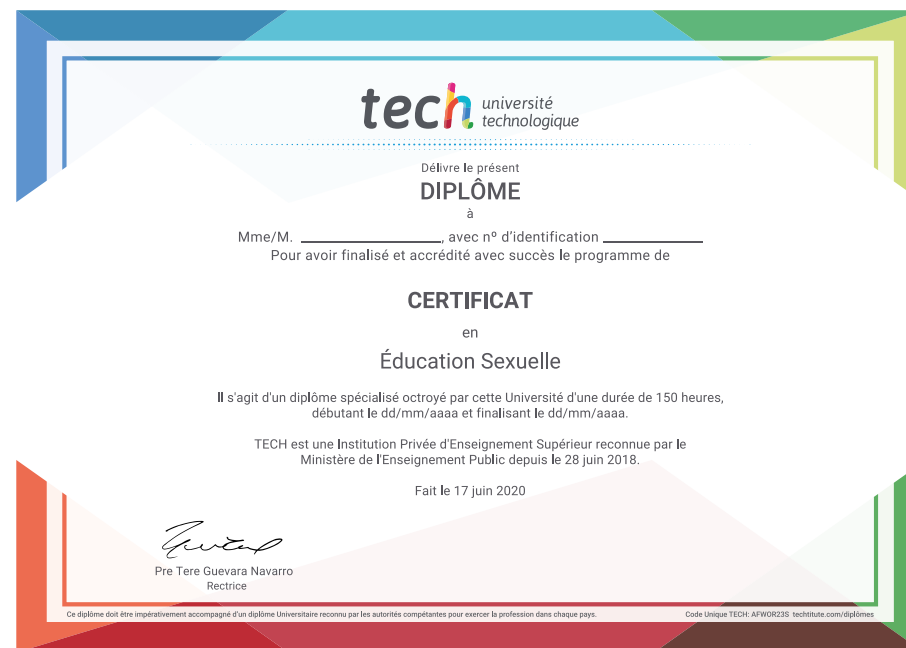 tech université
technologique
Délivre le présent
DIPLÔME
à
Mme/M. ____________________, avec nº d'identification ______________
Pour avoir finalisé et accrédité avec succès le programme de
CERTIFICAT
en
Éducation Sexuelle
Il s'agit d'un diplôme spécialisé octroyé par cette Université d'une durée de 150 heures,
débutant le dd/mm/aaaa et finalisant le dd/mm/aaaa.
TECH est une Institution Privée d'Enseignement Supérieur reconnue par le
Ministère de l'Enseignement Public depuis le 28 juin 2018.
Fait le 17 juin 2020
Pre Tere Guevara Navarro
Rectrice
Ce diplôme doit être impérativement accompagné d'un diplôme Universitaire reconnu par les autorités compétantes pour exercer la profession dans chaque pays.
Code Unique TECH: AFWOR23S techtitute.com/diplômes